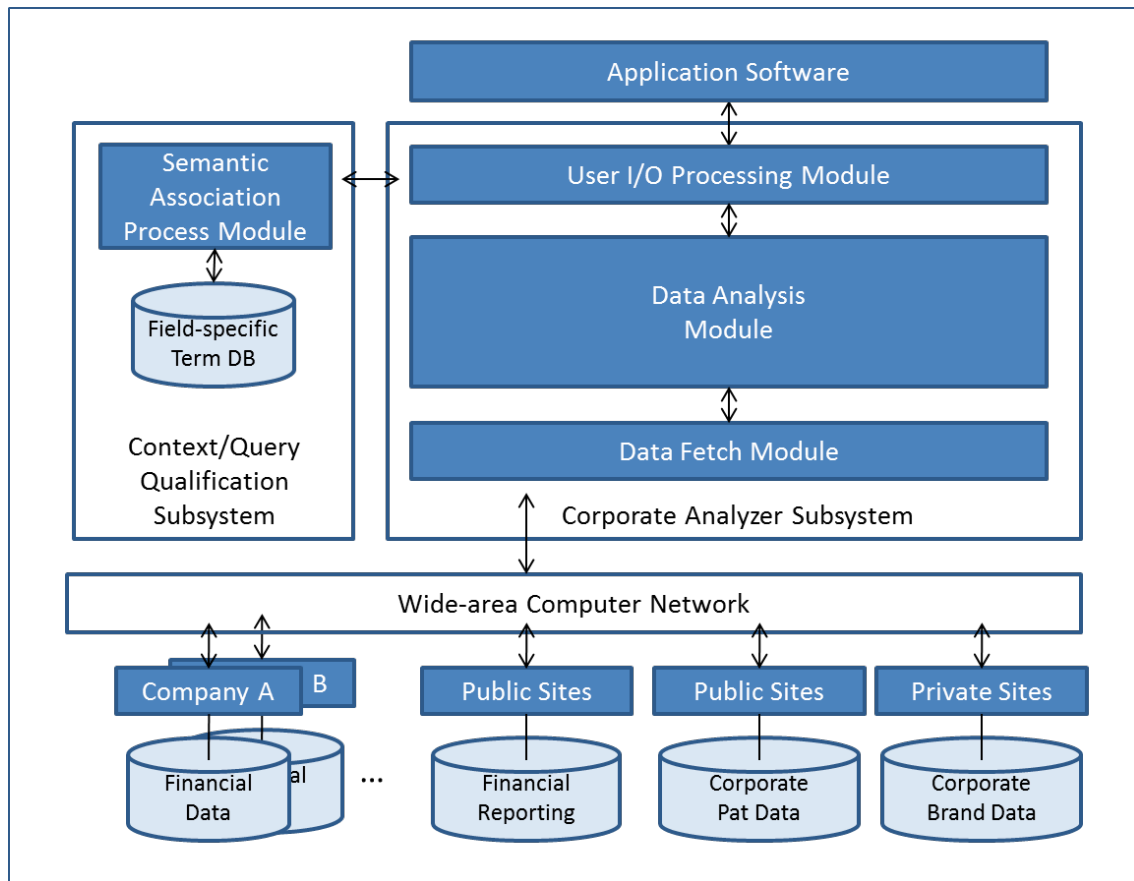 Application Software
Semantic
Association
Process Module
User I/O Processing Module
Data Analysis
Module
Field-specific
Term DB
Data Fetch Module
Context/Query
Qualification
Subsystem
Corporate Analyzer Subsystem
Wide-area Computer Network
Company A
B
Public Sites
Public Sites
Private Sites
Financial
Data
al
...
Financial
Reporting
Corporate
Pat Data
Corporate
Brand Data